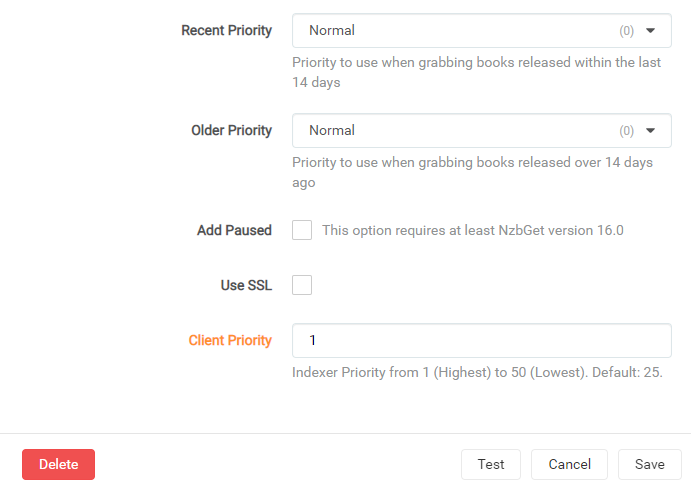 Recent Priority Normal (0)
Priority to use when grabbing books released within the last
14 days
Older Priority Normal (0)
Priority to use when grabbing books released over 14 days
ago
Add Paused This option requires at least NzbGet version 16.0
Use SSL
Client Priority 1
Indexer Priority from 1 (Highest) to 50 (Lowest). Default: 25.
Delete Test Cancel Save